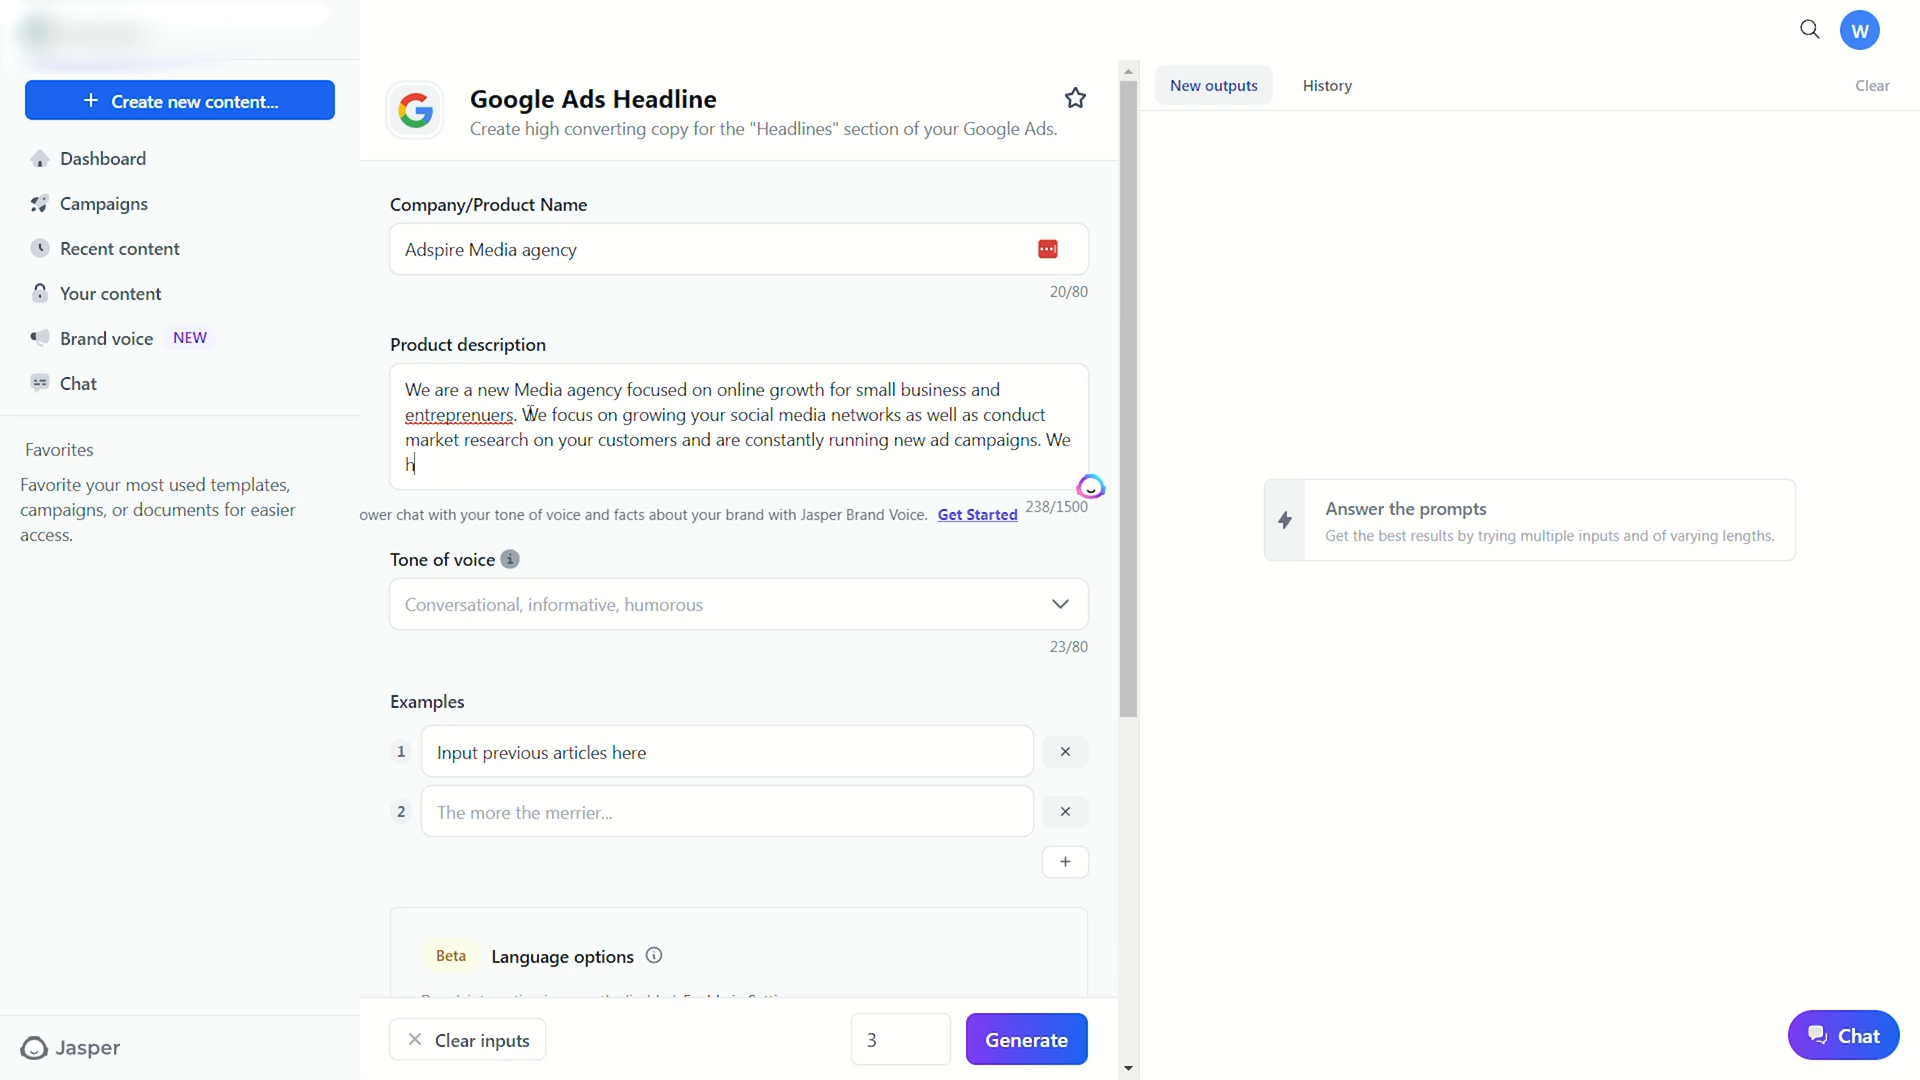 + Create new content...
Dashboard
Campaigns
Recent content
Your content
Brand voice NEW
Chat
Favorites
Favorite your most used templates,
campaigns, or documents for easier
access.
Jasper
Google Ads Headline
Create high converting copy for the "Headlines" section of your Google Ads.
Company/Product Name
Adspire Media agency
20/80
Product description
We are a new Media agency focused on online growth for small business and
entreprenuers. We focus on growing your social media networks as well as conduct
market research on your customers and are constantly running new ad campaigns. We
h
ower chat with your tone of voice and facts about your brand with Jasper Brand Voice. Get Started
238/1500
Tone of voice
Conversational, informative, humorous
23/80
Examples
1 Input previous articles here
2 The more the merrier...
+
Beta Language options
Clear inputs
3
Generate
W
New outputs
History
Clear
Answer the prompts
Get the best results by trying multiple inputs and of varying lengths.
Chat